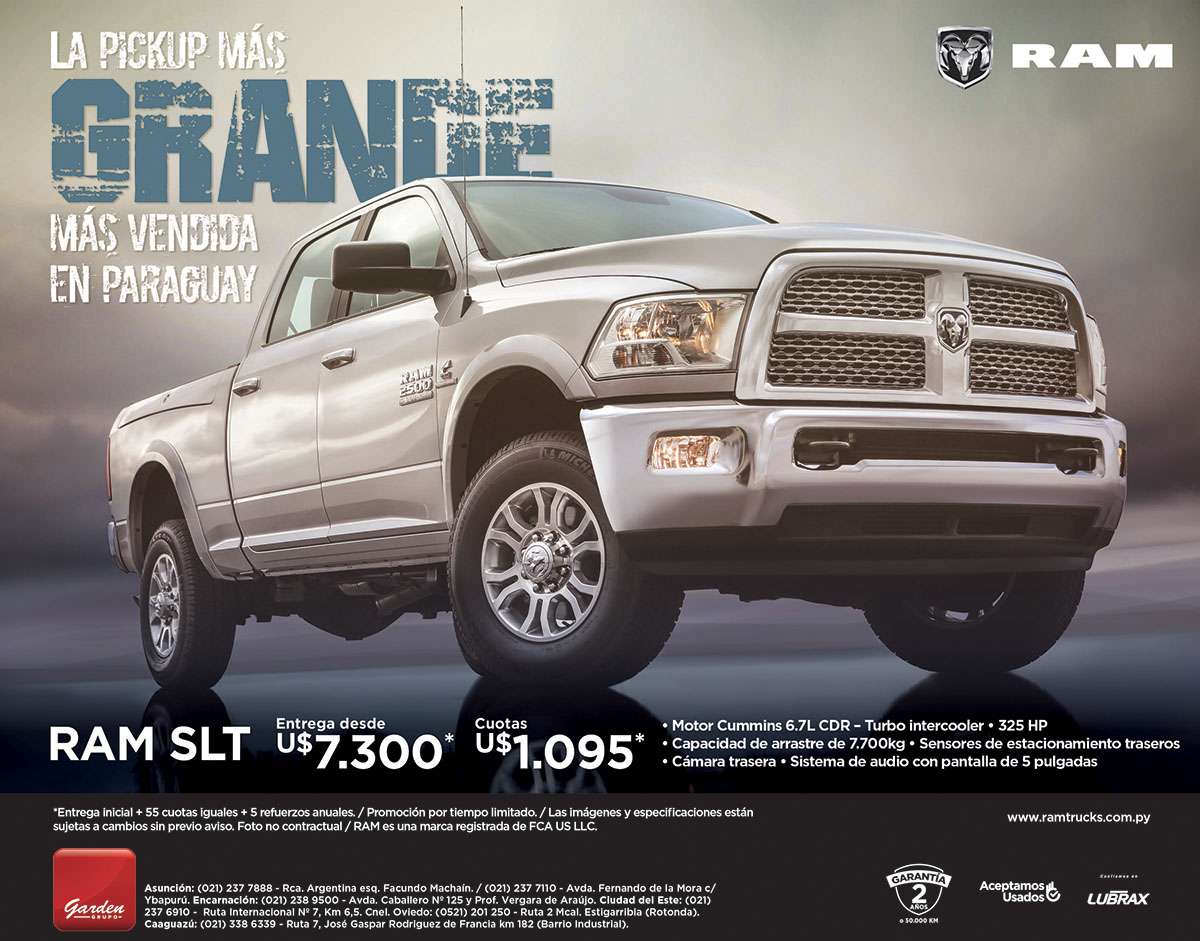 LA PICKUP MÁS
GRANDE
MÁS VENDIDA
EN PARAGUAY
RAM
RAM
2500
MICH
RAM SLT
Entrega desde
U$7.300*
Cuotas
U$1.095*
• Motor Cummins 6.7L CDR – Turbo intercooler • 325 HP
• Capacidad de arrastre de 7.700kg • Sensores de estacionamiento traseros
• Cámara trasera • Sistema de audio con pantalla de 5 pulgadas
*Entrega inicial + 55 cuotas iguales + 5 refuerzos anuales. / Promoción por tiempo limitado. / Las imágenes y especificaciones están
sujetas a cambios sin previo aviso. Foto no contractual / RAM es una marca registrada de FCA US LLC.
www.ramtrucks.com.py
Garden
GRUPO
Asunción: (021) 237 7888 - Rca. Argentina esq. Facundo Machaín. / (021) 237 7110 - Avda. Fernando de la Mora c/
Ybapurú. Encarnación: (021) 238 9500 - Avda. Caballero Nº 125 y Prof. Vergara de Araújo. Ciudad del Este: (021)
237 6910 - Ruta Internacional Nº 7, Km 6,5. Cnel. Oviedo: (0521) 201 250 - Ruta 2 Mcal. Estigarribia (Rotonda).
Caaguazú: (021) 338 6339 - Ruta 7, José Gaspar Rodriguez de Francia km 182 (Barrio Industrial).
GARANTÍA
2
AÑOS
o 50.000 KM
Aceptamos
Usados
Confiamos en
LUBRAX